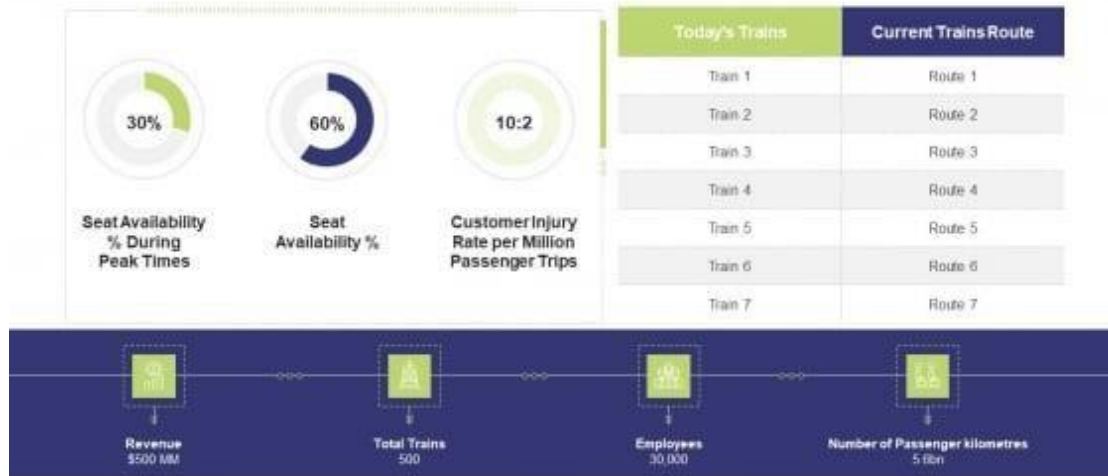 30%
60%
10:2
Seat Availability
% During
Peak Times
Seat
Availability %
Customer Injury
Rate per Million
Passenger Trips
Today's Trains Current Trains Route
Train 1 Route 1
Train 2 Route 2
Train 3 Route 3
Train 4 Route 4
Train 5 Route 5
Train 6 Route 6
Train 7 Route 7
Revenue
$500 MM
Total Trains
500
Employees
30,000
Number of Passenger kilometres
5.6bn